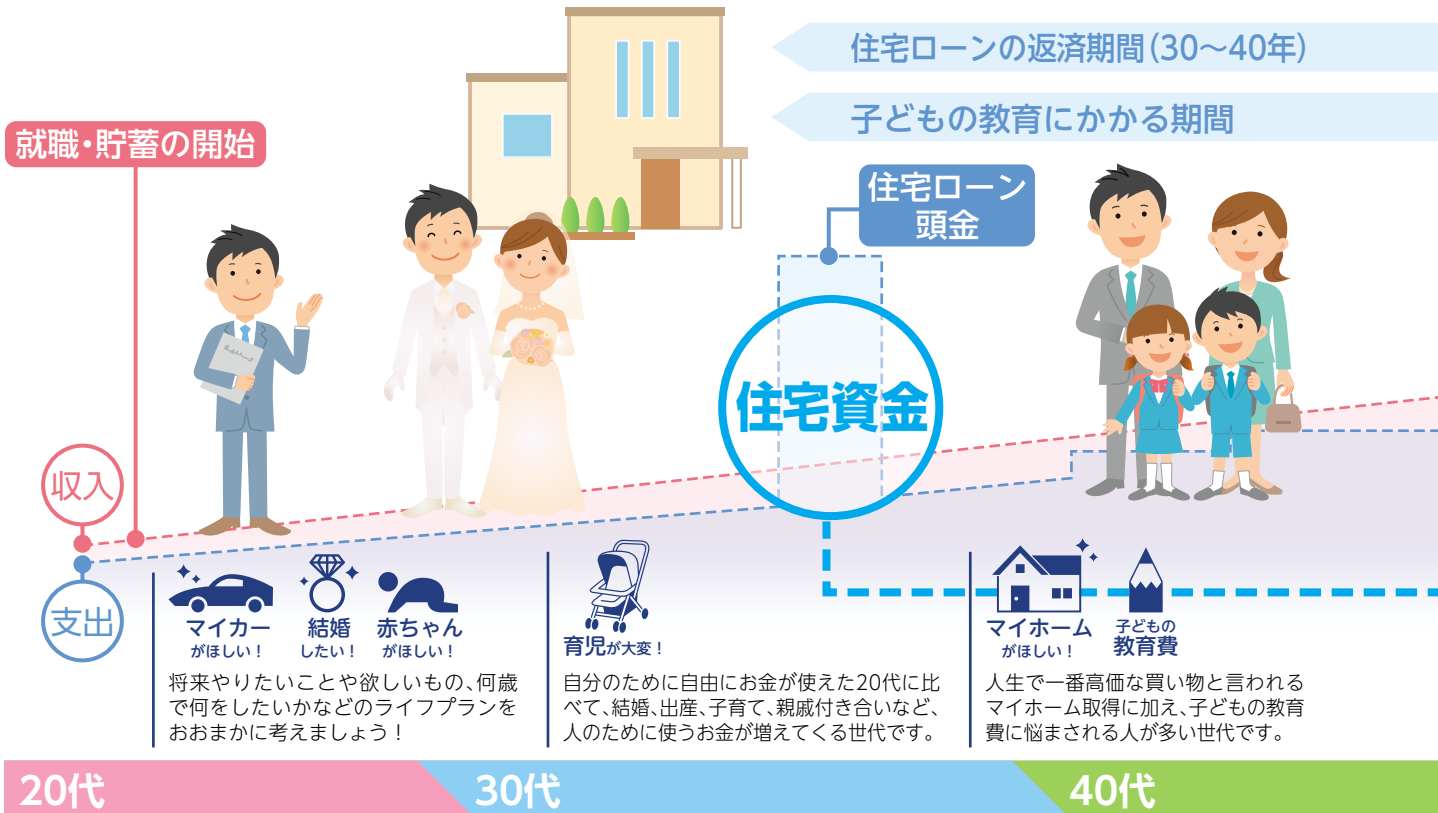 住宅ローンの返済期間(30〜40年)
子どもの教育にかかる期間
就職・貯蓄の開始
住宅ローン
頭金
住宅資金
収入
支出
マイカー
がほしい！
結婚
したい！
赤ちゃん
がほしい！
将来やりたいことや欲しいもの、何歳
で何をしたいかなどのライフプランを
おおまかに考えましょう！
育児が大変！
自分のために自由にお金が使えた20代に比
べて、結婚、出産、子育て、親戚付き合いなど、
人のために使うお金が増えてくる世代です。
マイホーム
がほしい！
子どもの
教育費
人生で一番高価な買い物と言われる
マイホーム取得に加え、子どもの教育
費に悩まされる人が多い世代です。
20代
30代
40代